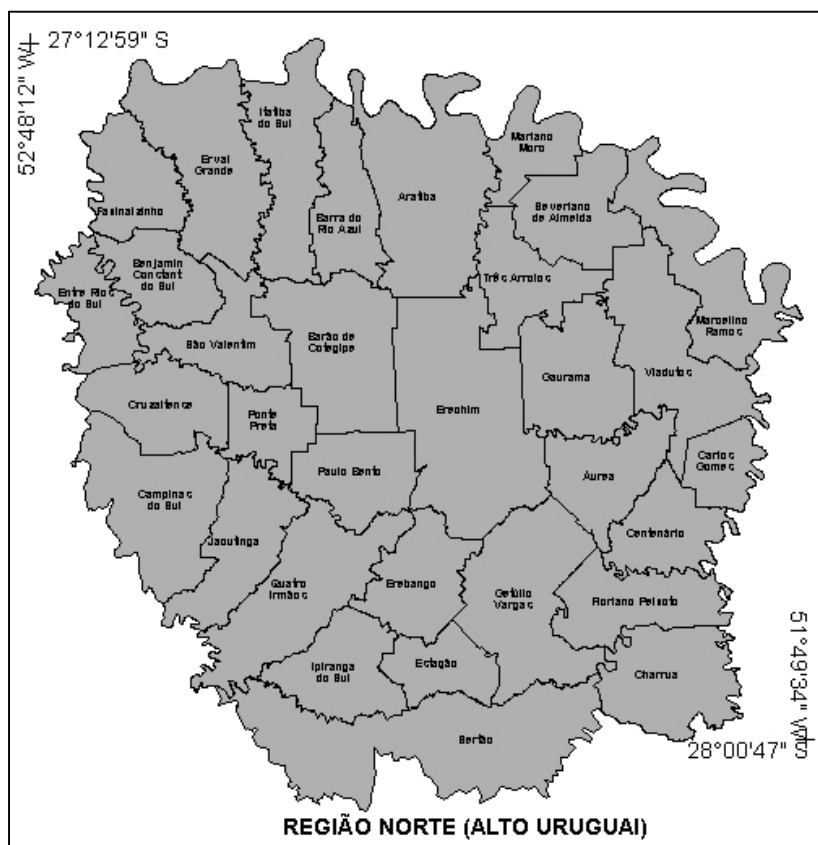 27°12'59" S
52°48'12" W
Itatiba
do Sul
Mariano
Moro
Erval
Grande
Aratiba
Severiano
de Almeida
Faxinalzinho
Barra do
Rio Azul
Benjamin
Constant
do Sul
Três Arroios
Entre Rios
do Sul
Marcelino
Ramos
São Valentim
Barão de
Cotegipe
Gaurama
Viadutos
Cruzaltense
Ponte
Preta
Erechim
Carlos
Gomes
Paulo Bento
Áurea
Campinas
do Sul
Centenário
Jacutinga
Quatro
Irmãos
Erebango
Getúlio
Vargas
Floriano Peixoto
51°49'34" W
Ipiranga
do Sul
Estação
Charrua
Sertão
28°00'47" S
REGIÃO NORTE (ALTO URUGUAI)